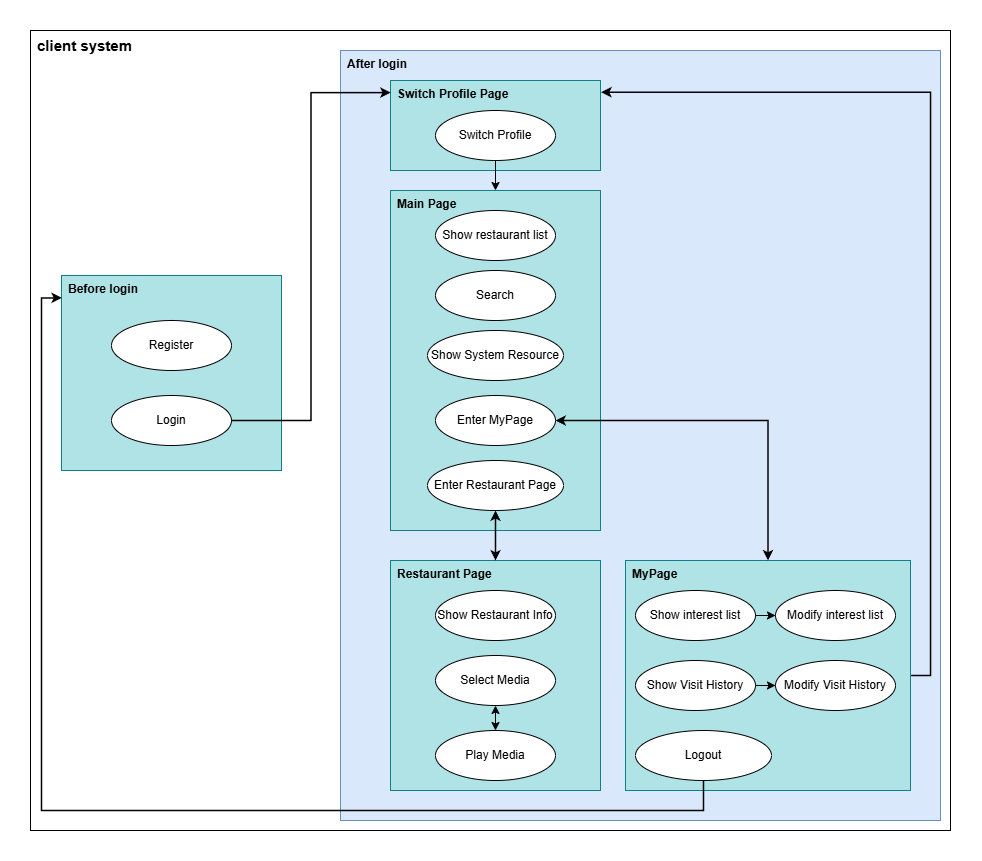 client system
After login
Switch Profile Page
Switch Profile
Main Page
Show restaurant list
Search
Show System Resource
Enter MyPage
Enter Restaurant Page
Before login
Register
Login
Restaurant Page
Show Restaurant Info
Select Media
Play Media
MyPage
Show interest list
Modify interest list
Show Visit History
Modify Visit History
Logout